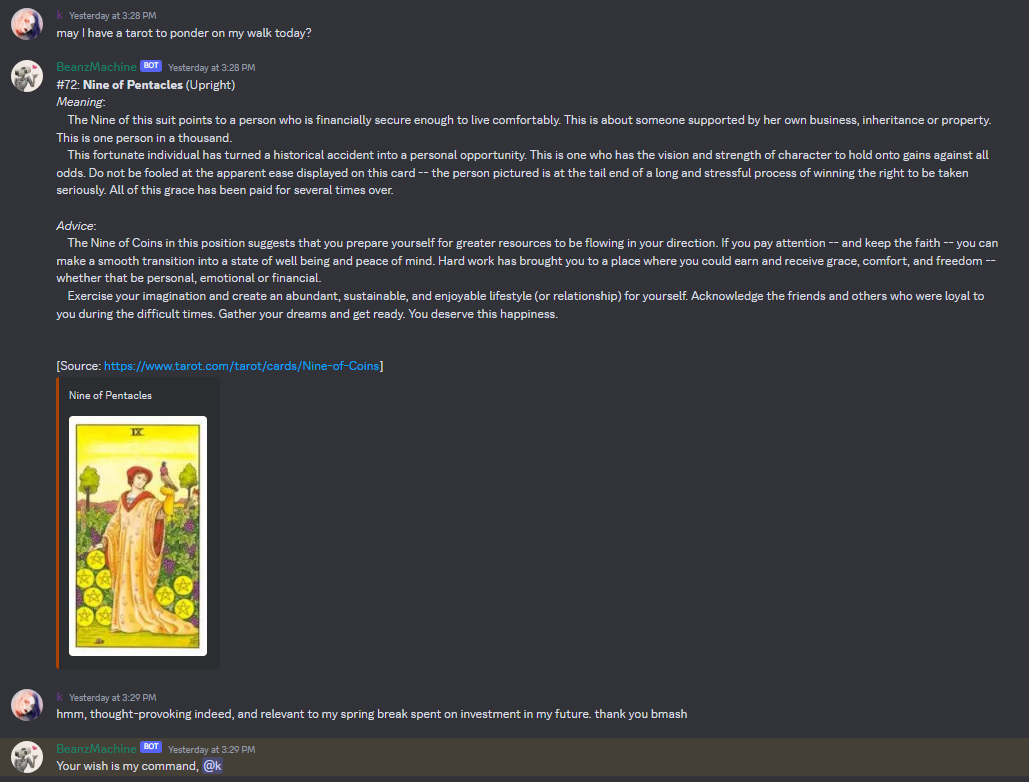 k Yesterday at 3:28 PM
may I have a tarot to ponder on my walk today?
BeanzMachine BOT Yesterday at 3:28 PM
#72: Nine of Pentacles (Upright)
Meaning:
The Nine of this suit points to a person who is financially secure enough to live comfortably. This is about someone supported by her own business, inheritance or property.
This is one person in a thousand.
This fortunate individual has turned a historical accident into a personal opportunity. This is one who has the vision and strength of character to hold onto gains against all
odds. Do not be fooled at the apparent ease displayed on this card -- the person pictured is at the tail end of a long and stressful process of winning the right to be taken
seriously. All of this grace has been paid for several times over.
Advice:
The Nine of Coins in this position suggests that you prepare yourself for greater resources to be flowing in your direction. If you pay attention -- and keep the faith -- you can
make a smooth transition into a state of well being and peace of mind. Hard work has brought you to a place where you could earn and receive grace, comfort, and freedom --
whether that be personal, emotional or financial.
Exercise your imagination and create an abundant, sustainable, and enjoyable lifestyle (or relationship) for yourself. Acknowledge the friends and others who were loyal to
you during the difficult times. Gather your dreams and get ready. You deserve this happiness.
[Source: https://www.tarot.com/tarot/cards/Nine-of-Coins]
Nine of Pentacles
IX
k Yesterday at 3:29 PM
hmm, thought-provoking indeed, and relevant to my spring break spent on investment in my future. thank you bmash
BeanzMachine BOT Yesterday at 3:29 PM
Your wish is my command, @k